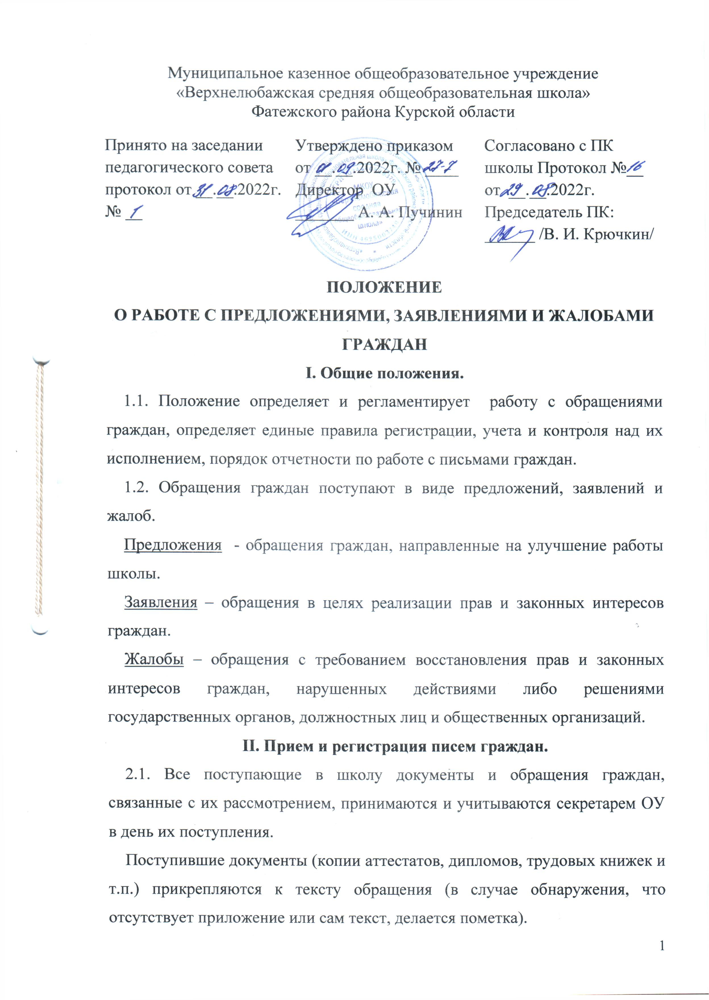 Муниципальное казенное общеобразовательное учреждение
«Верхнелюбажская средняя общеобразовательная школа»
Фатежского района Курской области
Принято на заседании
педагогического совета
протокол от 31.08.2022г.
№ 1
Утверждено приказом
от 01.09.2022г. № 27-7
Директор ОУ
А. А. Пучинин
МКОУ
«Верхнелюбажская
средняя
общеобразовательная
школа»
Согласовано с ПК
школы Протокол №16
от 29.08.2022г.
Председатель ПК:
/В. И. Крючкин/
ПОЛОЖЕНИЕ
О РАБОТЕ С ПРЕДЛОЖЕНИЯМИ, ЗАЯВЛЕНИЯМИ И ЖАЛОБАМИ
ГРАЖДАН
I. Общие положения.
1.1. Положение определяет и регламентирует работу с обращениями
граждан, определяет единые правила регистрации, учета и контроля над их
исполнением, порядок отчетности по работе с письмами граждан.
1.2. Обращения граждан поступают в виде предложений, заявлений и
жалоб.
Предложения - обращения граждан, направленные на улучшение работы
школы.
Заявления – обращения в целях реализации прав и законных интересов
граждан.
Жалобы – обращения с требованием восстановления прав и законных
интересов граждан, нарушенных действиями либо решениями
государственных органов, должностных лиц и общественных организаций.
II. Прием и регистрация писем граждан.
2.1. Все поступающие в школу документы и обращения граждан,
связанные с их рассмотрением, принимаются и учитываются секретарем ОУ
в день их поступления.
Поступившие документы (копии аттестатов, дипломов, трудовых книжек и
т.п.) прикрепляются к тексту обращения (в случае обнаружения, что
отсутствует приложение или сам текст, делается пометка).
1